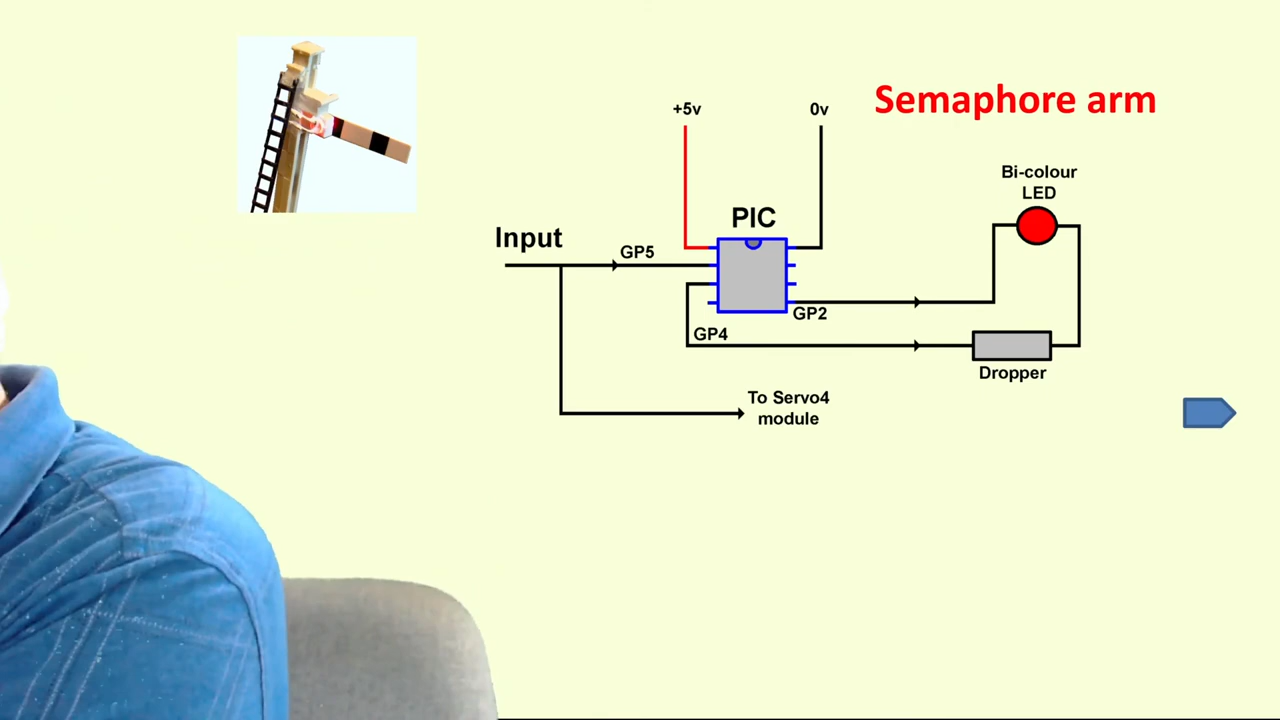 Semaphore arm
+5v
0v
Bi-colour
LED
PIC
Input
GP5
GP2
GP4
Dropper
To Servo4
module